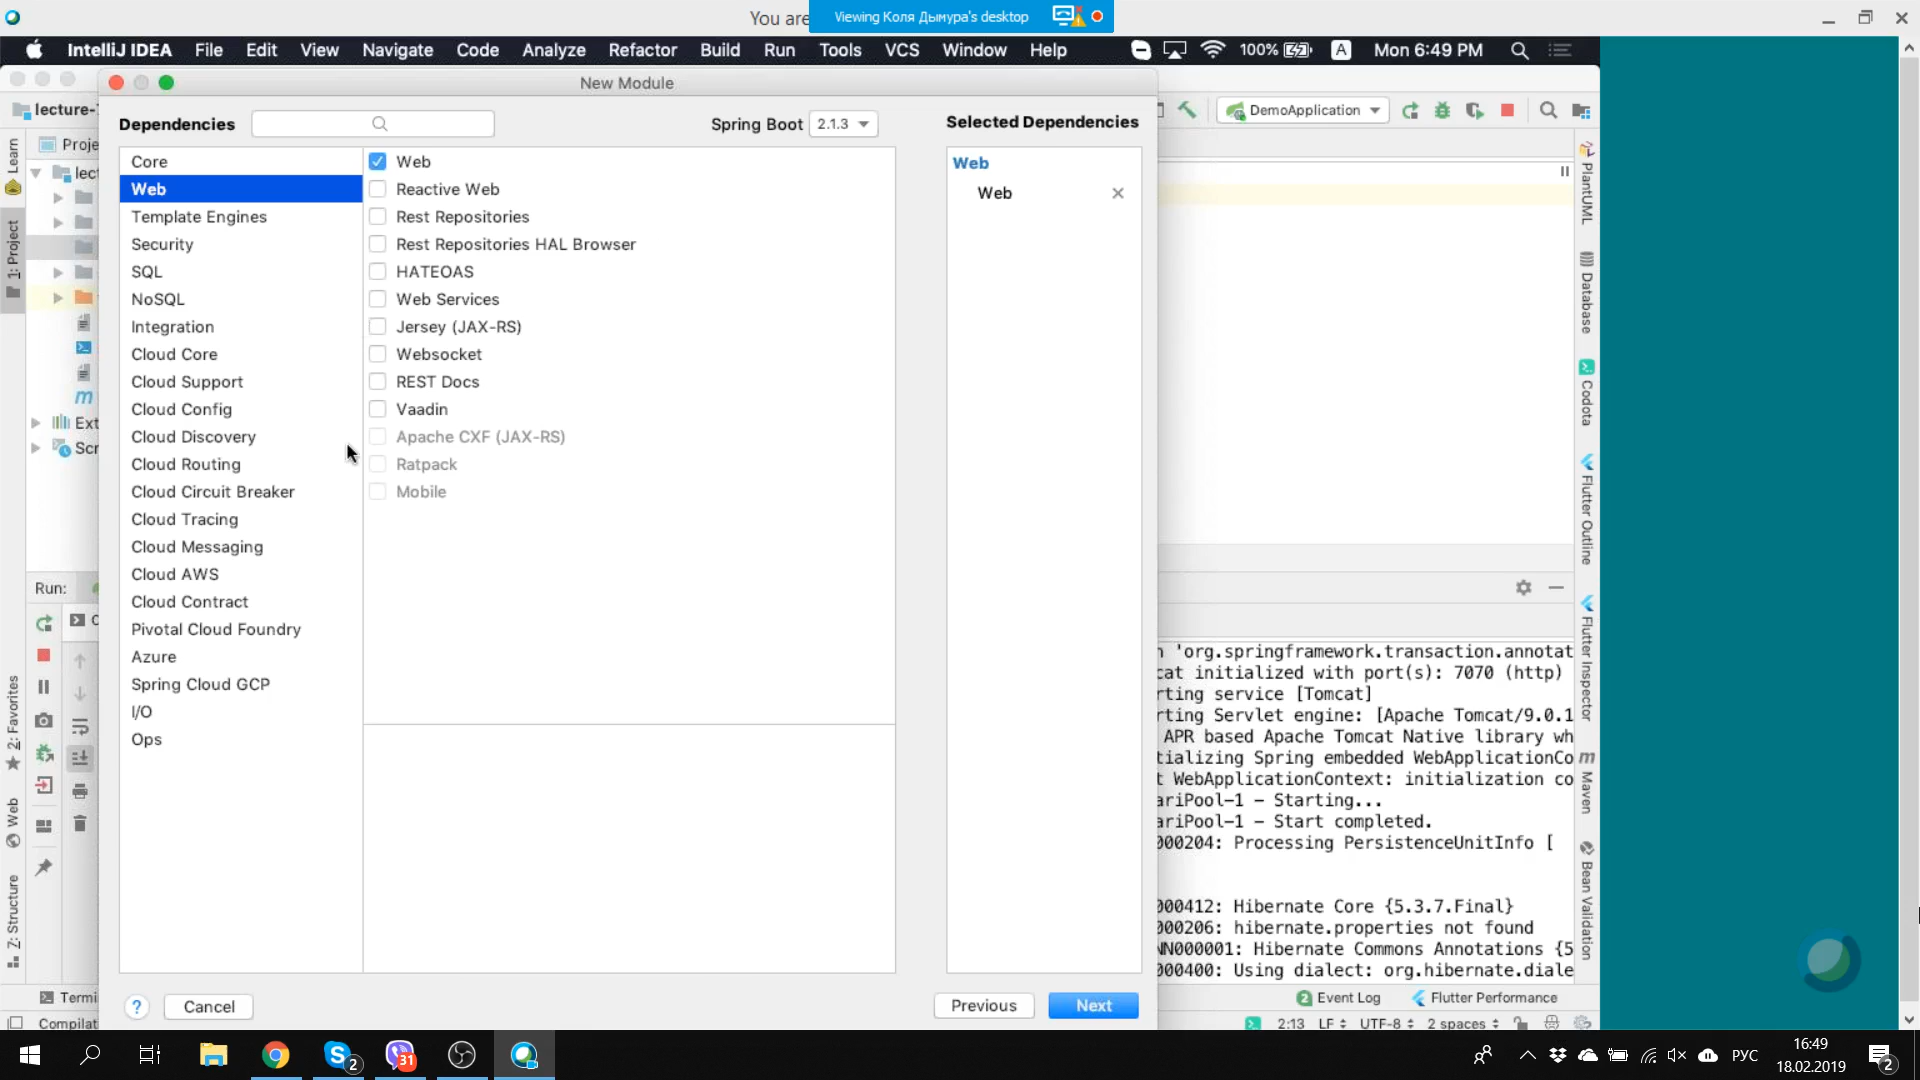 You are
Viewing Коля Дымура's desktop
IntelliJ IDEA File Edit View Navigate Code Analyze Refactor Build Run Tools VCS Window Help 100% A Mon 6:49 PM
New Module
lecture-
DemoApplication
Dependencies
Spring Boot 2.1.3
Selected Dependencies
Learn
Proje
lect
1: Project
Ext
Scr
Core
Web
Template Engines
Security
SQL
NoSQL
Integration
Cloud Core
Cloud Support
Cloud Config
Cloud Discovery
Cloud Routing
Cloud Circuit Breaker
Cloud Tracing
Cloud Messaging
Cloud AWS
Cloud Contract
Pivotal Cloud Foundry
Azure
Spring Cloud GCP
I/O
Ops
Web
Reactive Web
Rest Repositories
Rest Repositories HAL Browser
HATEOAS
Web Services
Jersey (JAX-RS)
Websocket
REST Docs
Vaadin
Apache CXF (JAX-RS)
Ratpack
Mobile
Web
Web
PlantUML
Database
Codota
Flutter Outline
Flutter Inspector
Maven
Bean Validation
Run:
C
2: Favorites
Web
Z: Structure
'org.springframework.transaction.annotat
cat initialized with port(s): 7070 (http)
rting service [Tomcat]
rting Servlet engine: [Apache Tomcat/9.0.1
APR based Apache Tomcat Native library wh
tializing Spring embedded WebApplicationCo
t WebApplicationContext: initialization co
ariPool-1 - Starting...
ariPool-1 - Start completed.
000204: Processing PersistenceUnitInfo [
000412: Hibernate Core {5.3.7.Final}
000206: hibernate.properties not found
NN000001: Hibernate Commons Annotations {5
000400: Using dialect: org.hibernate.diale
? Cancel Previous Next
Termi
2 Event Log Flutter Performance
Compilat
2:13 LF UTF-8 2 spaces
2
31
РУС
16:49
18.02.2019
2